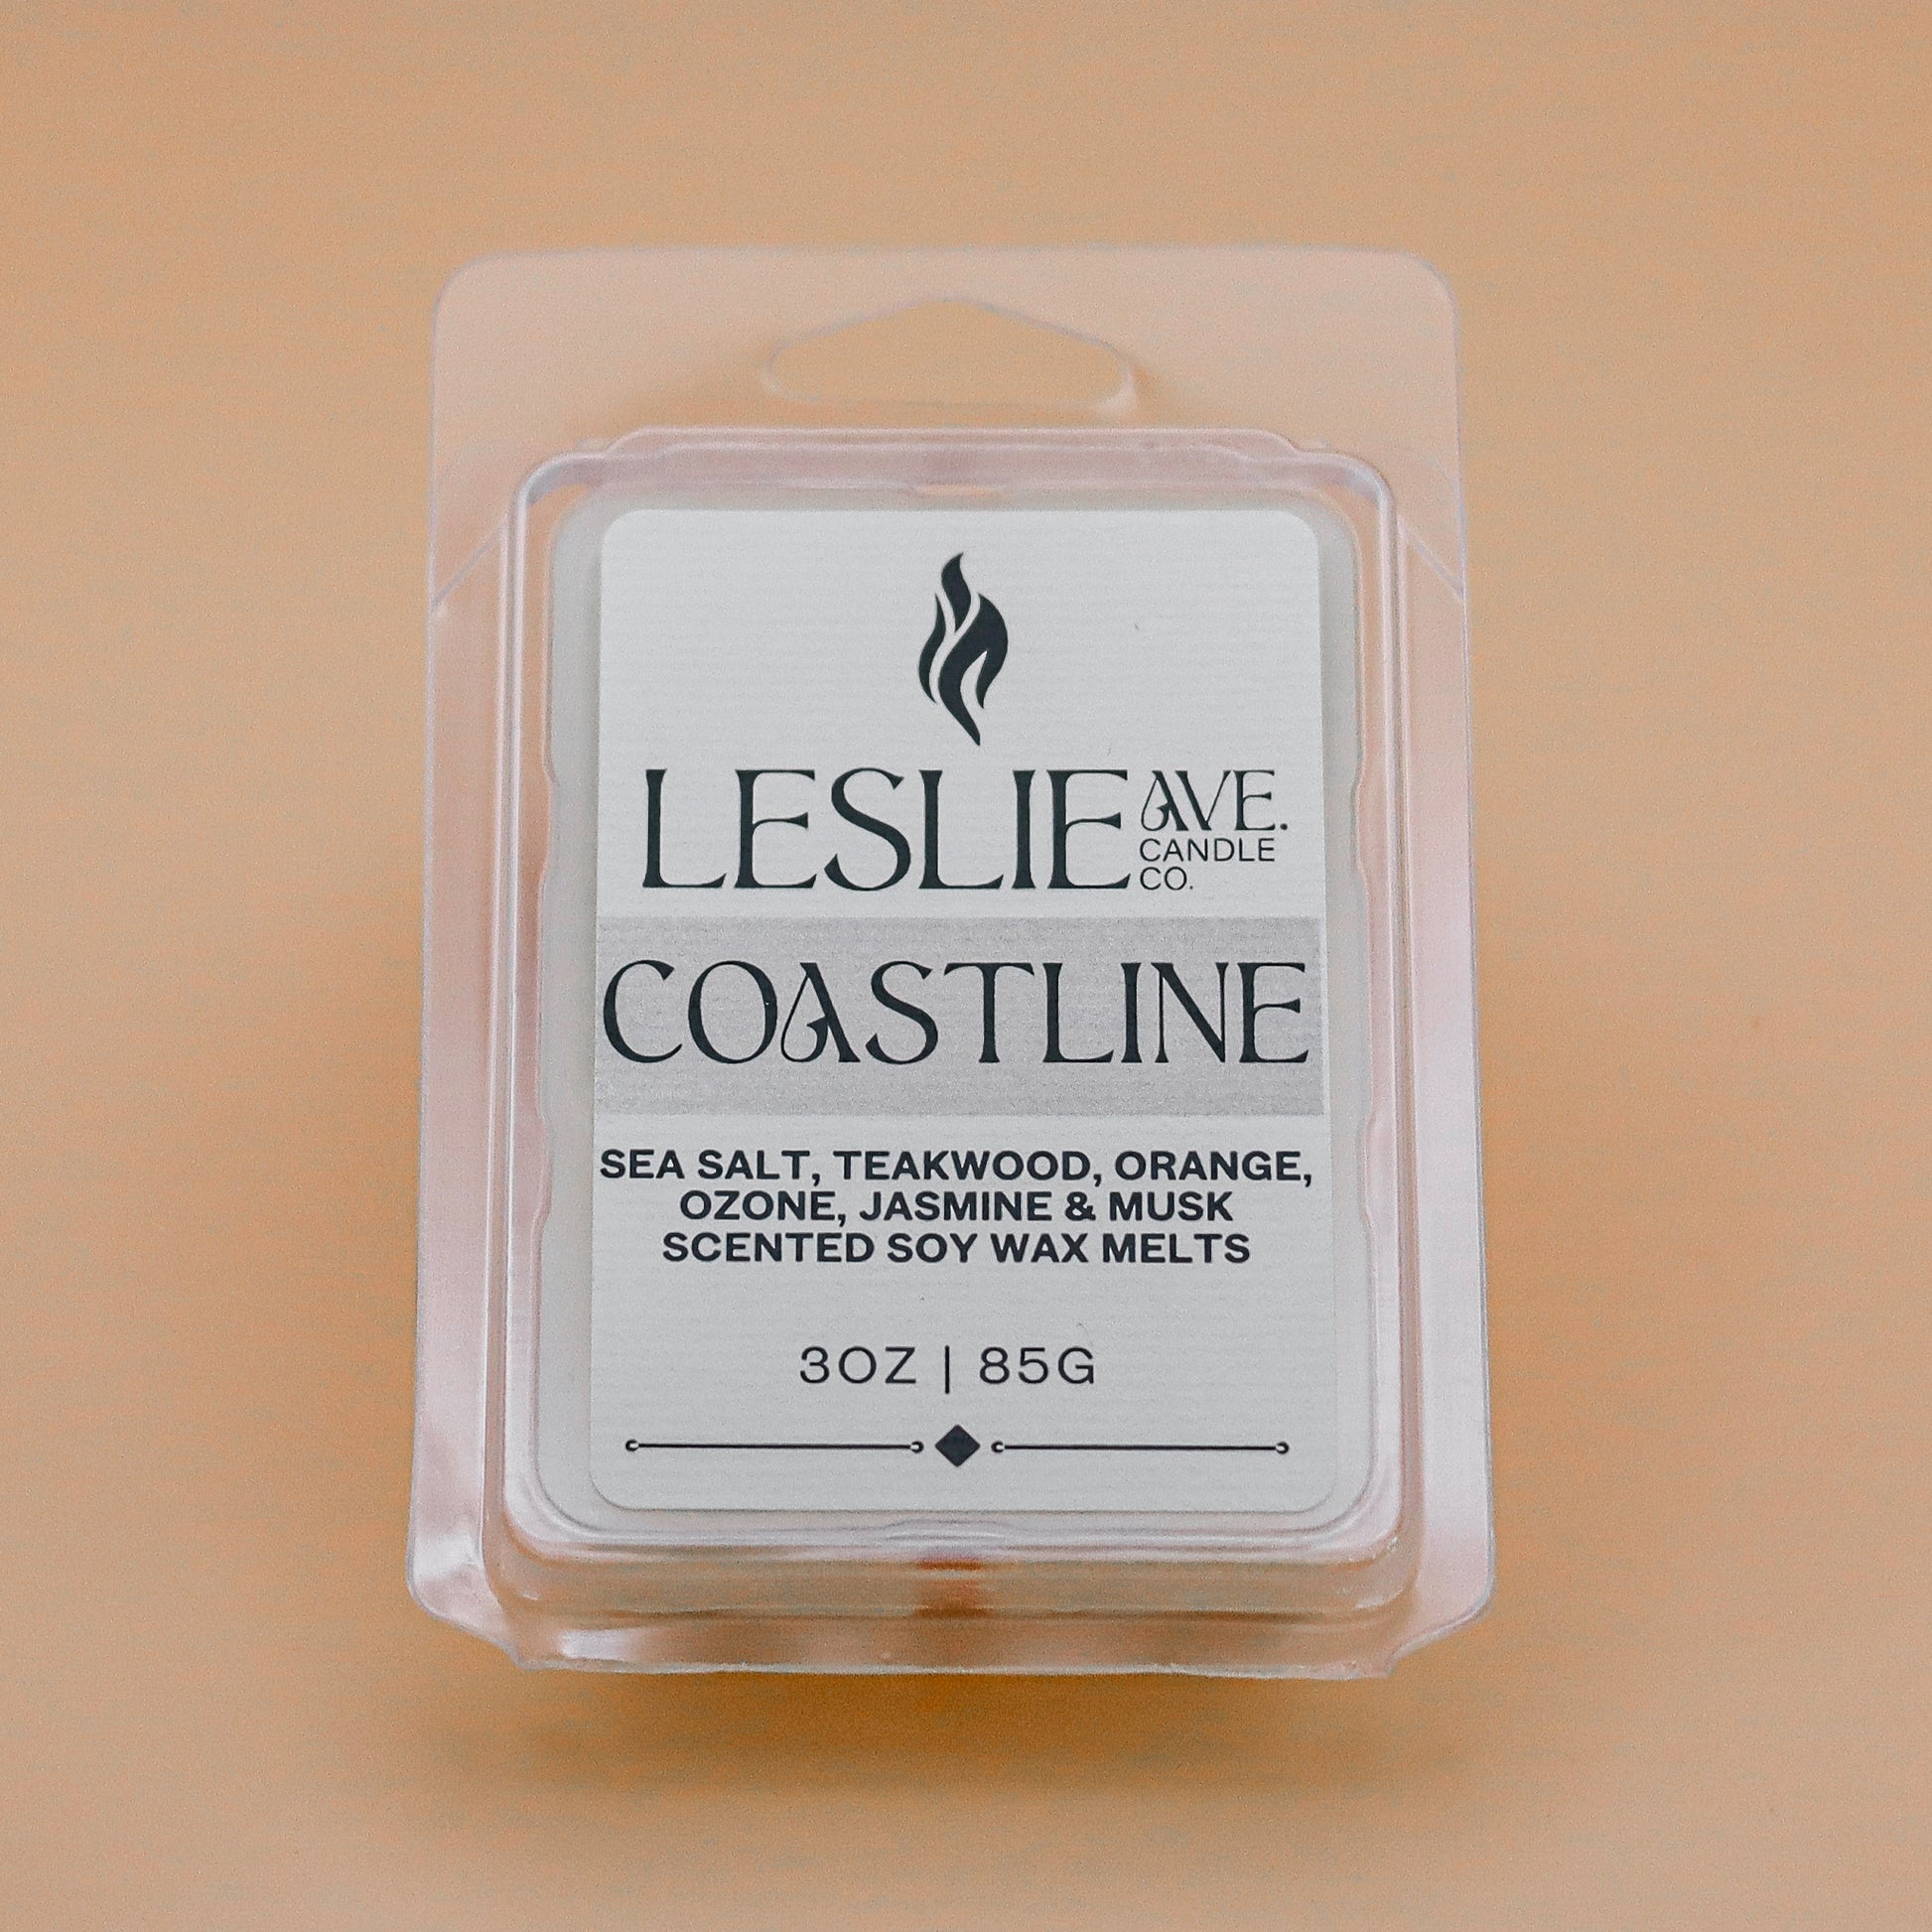 LESLIE AVE.
CANDLE
CO.
COASTLINE
SEA SALT, TEAKWOOD, ORANGE,
OZONE, JASMINE & MUSK
SCENTED SOY WAX MELTS
3OZ | 85G